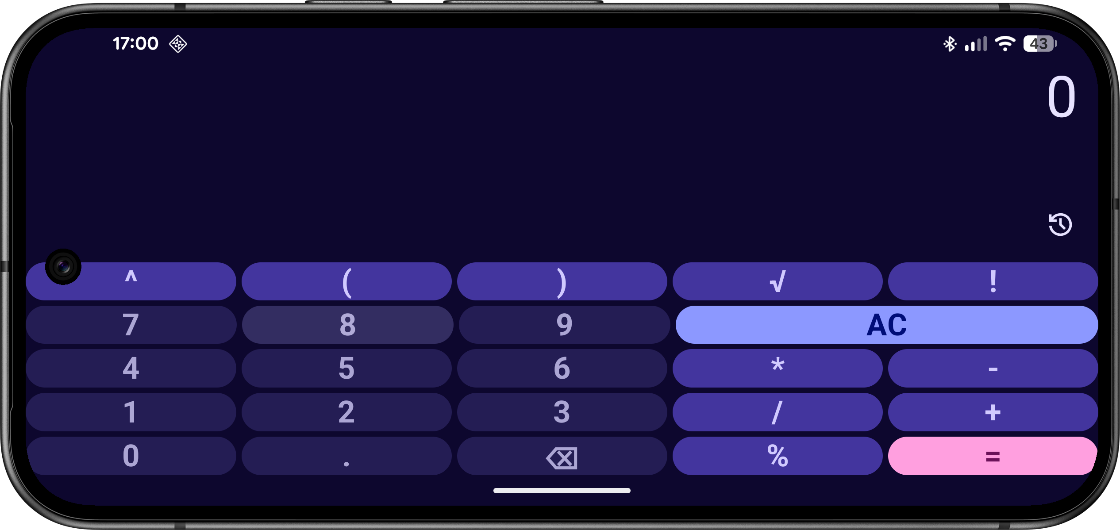 17:00 43
0
^ ( ) √ !
7 8 9 AC
4 5 6 * -
1 2 3 / +
0 . % =